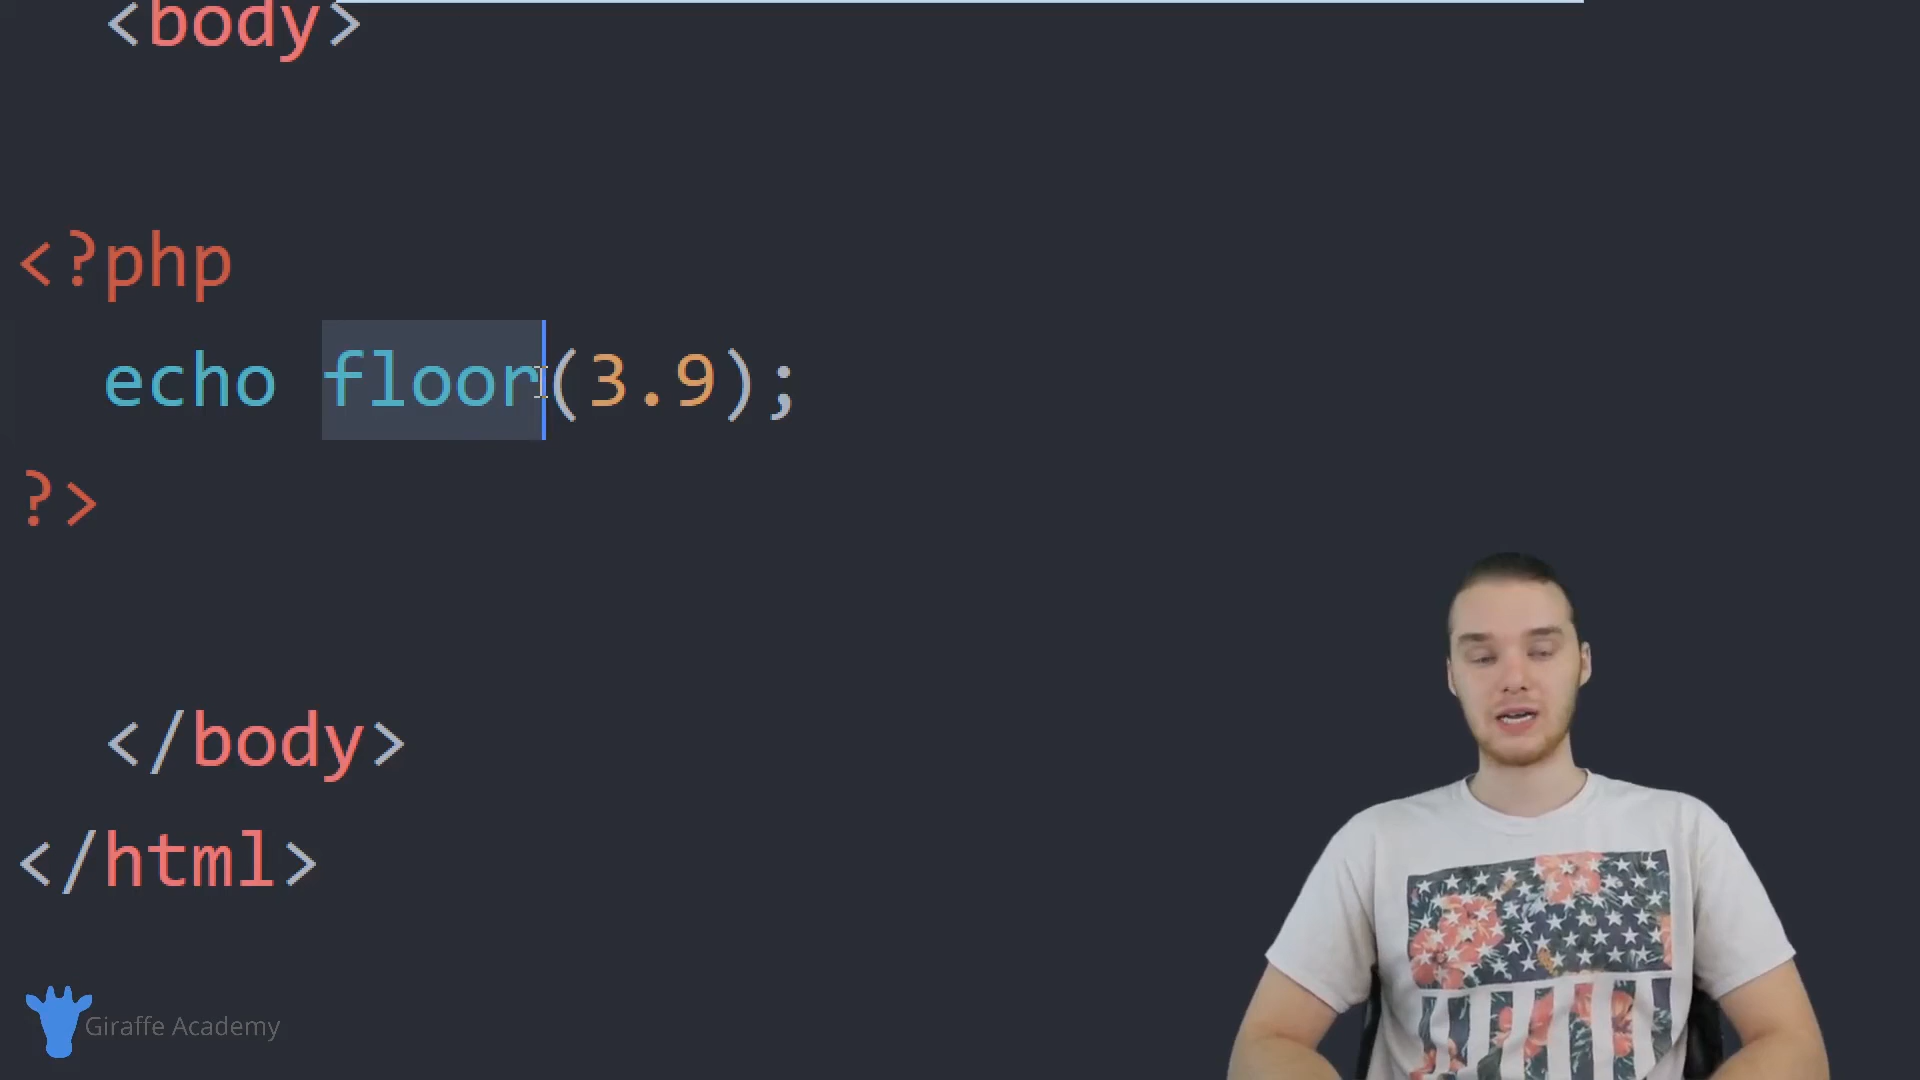 <body>
<?php
echo floor(3.9);
?>
</body>
</html>
Giraffe Academy